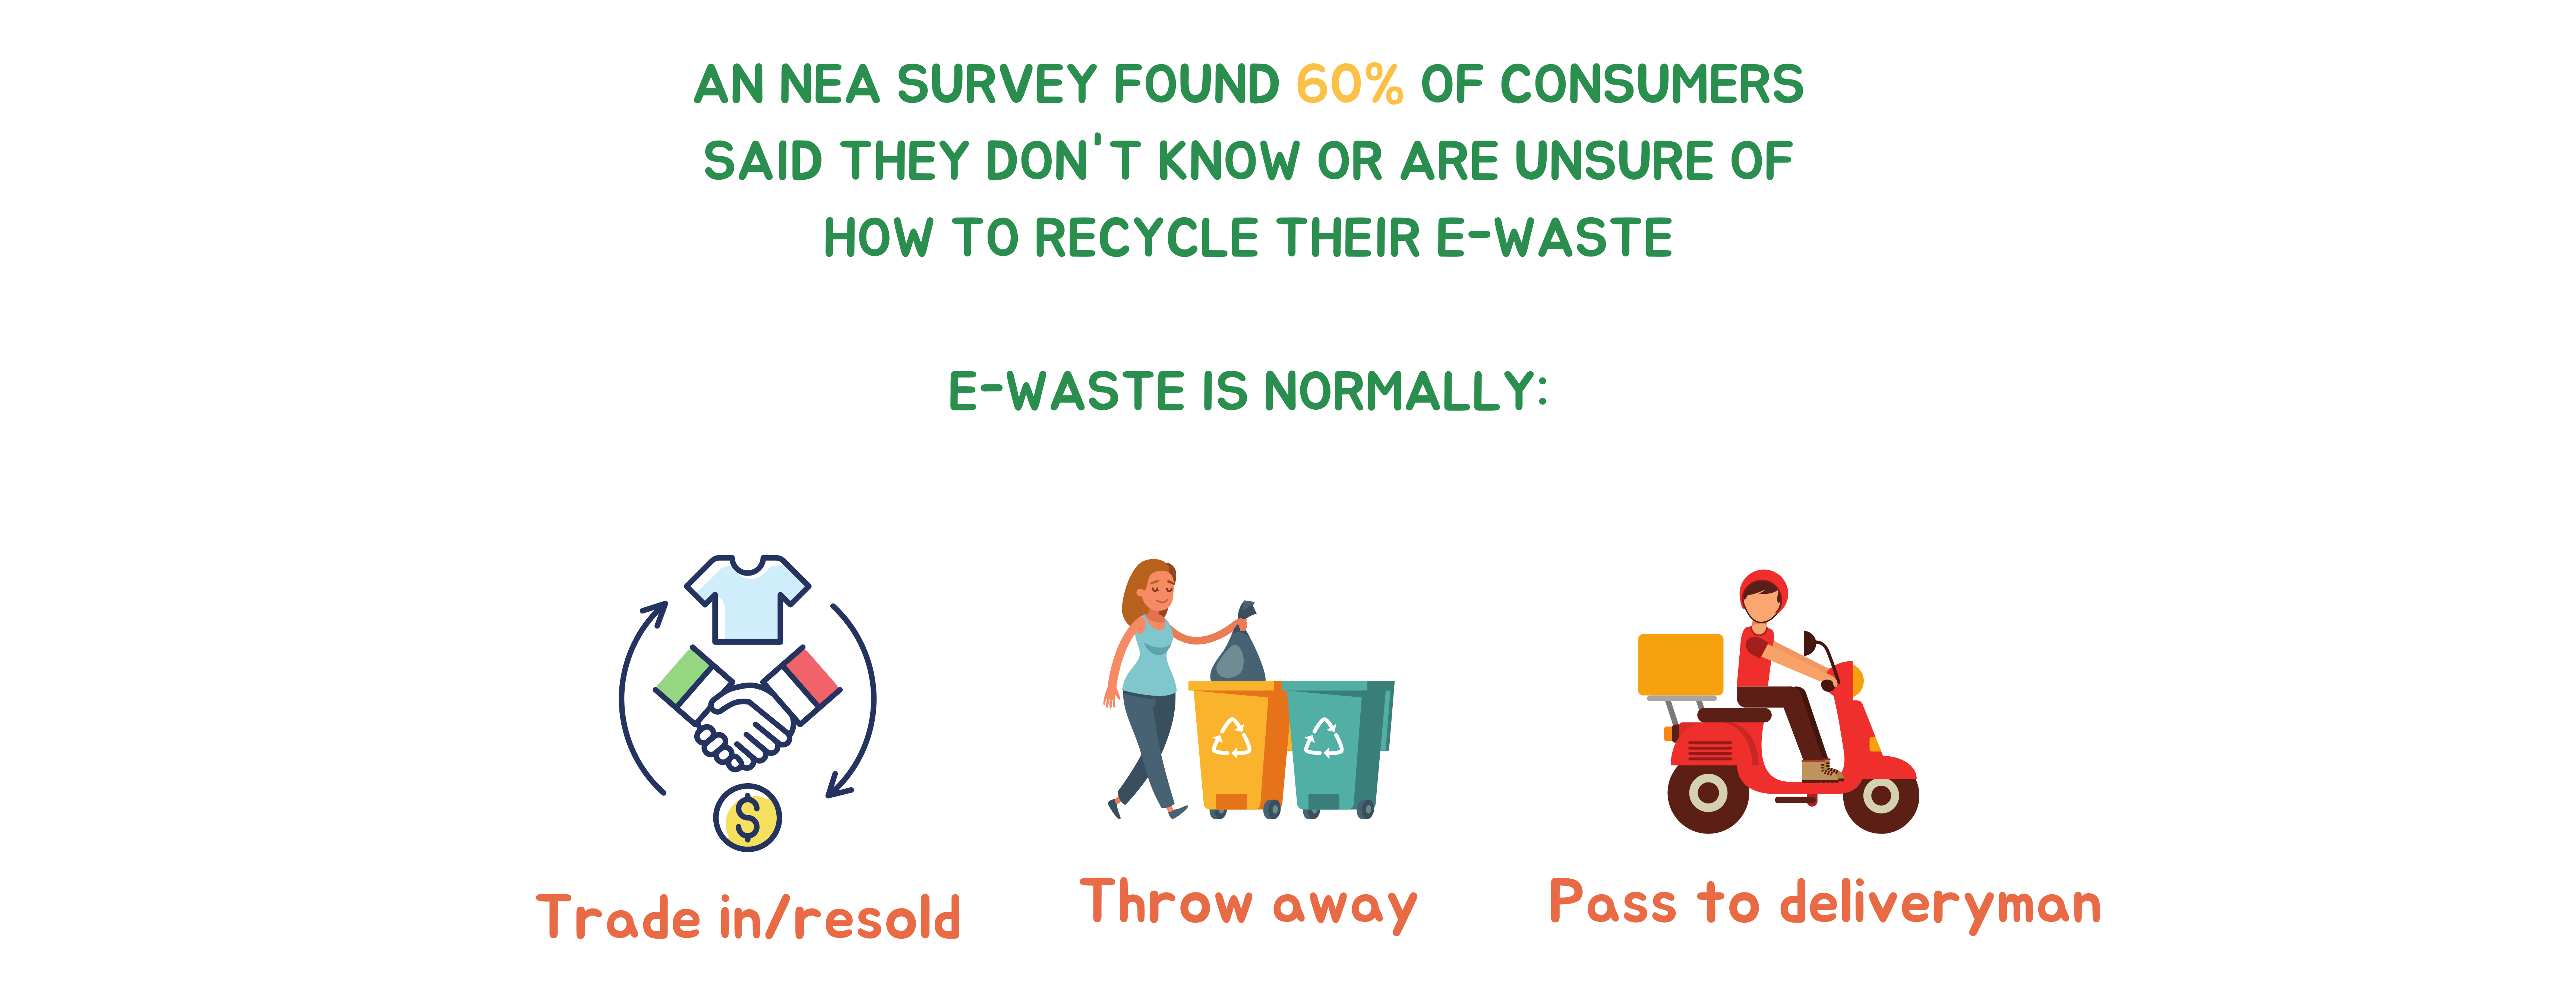 AN NEA SURVEY FOUND 60% OF CONSUMERS
SAID THEY DON'T KNOW OR ARE UNSURE OF
HOW TO RECYCLE THEIR E-WASTE
E-WASTE IS NORMALLY:
$
Trade in/resold
Throw away
Pass to deliveryman